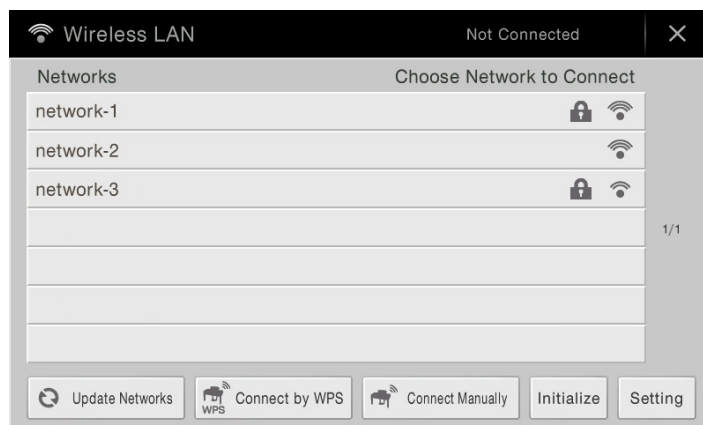 Wireless LAN Not Connected
Networks Choose Network to Connect
network-1
network-2
network-3
1/1
Update Networks WPS Connect by WPS Connect Manually Initialize Setting